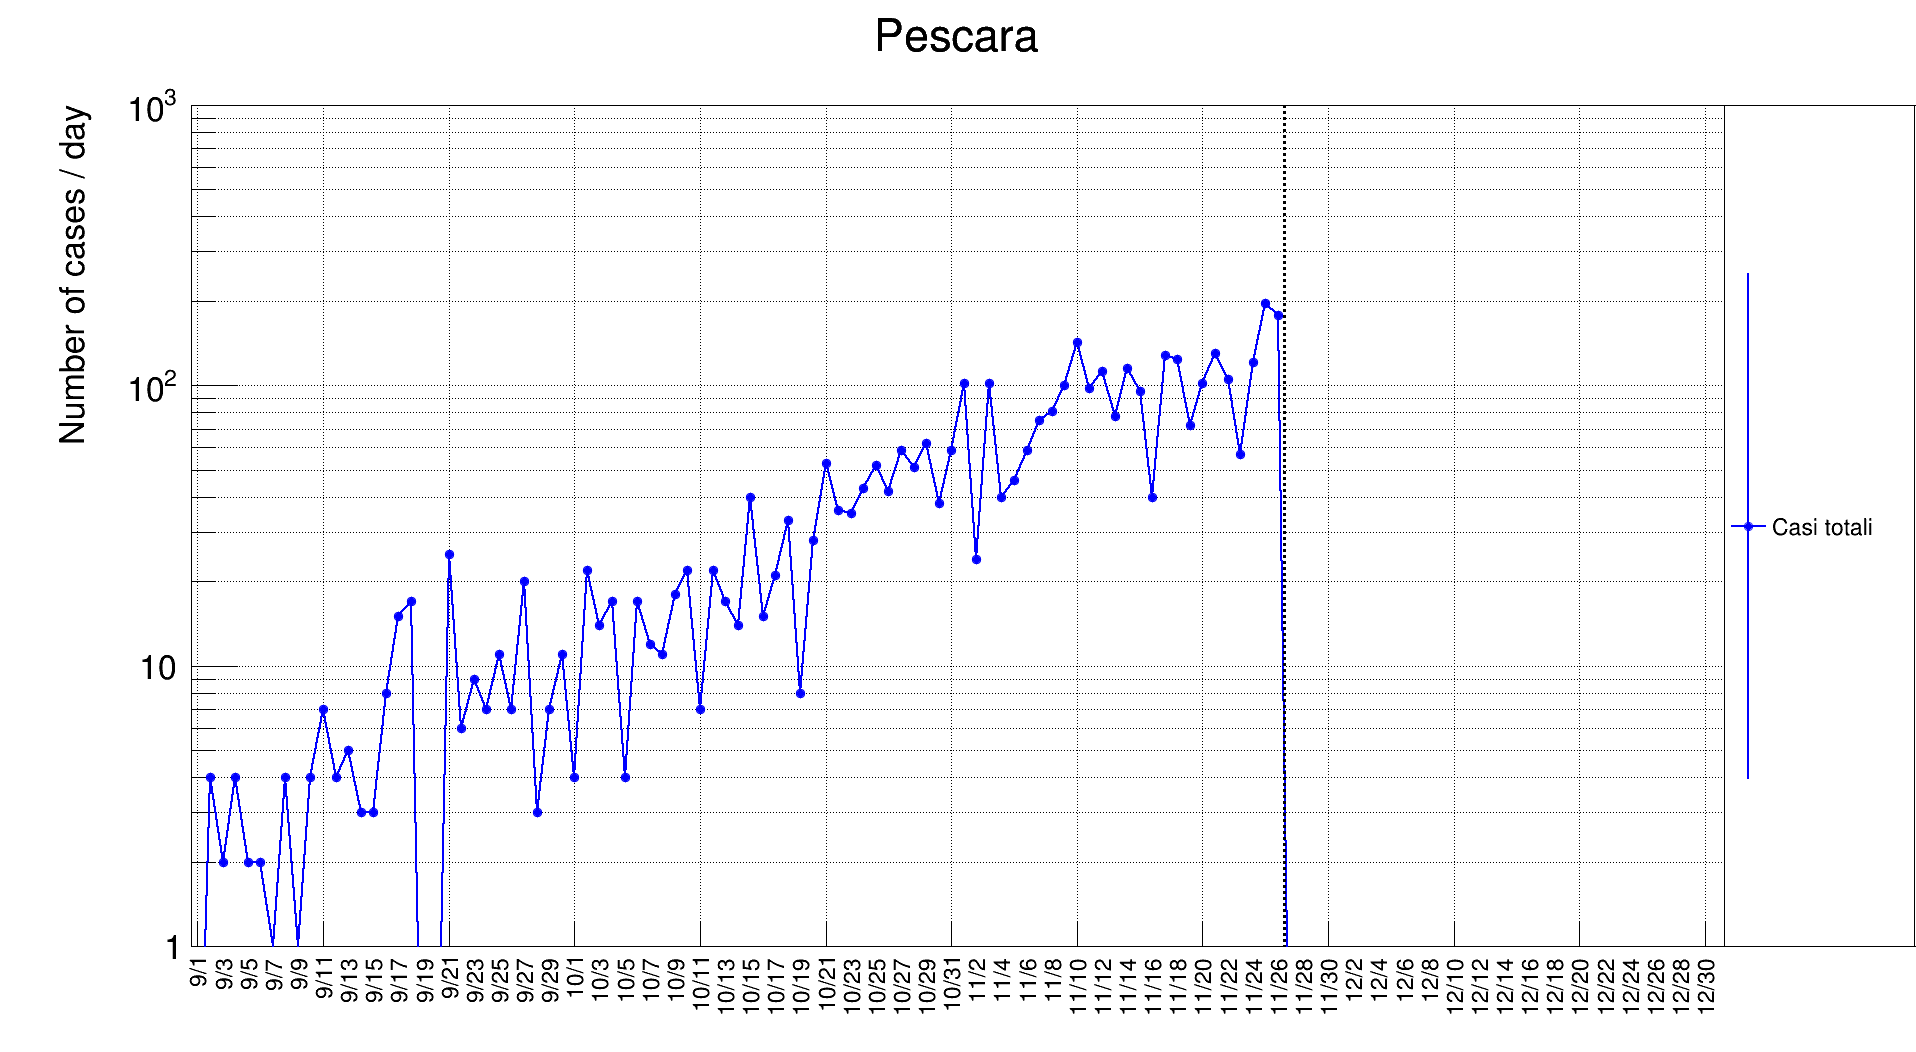 Pescara
Number of cases / day
10³
10²
10
1
9/1 9/3 9/5 9/7 9/9 9/11 9/13 9/15 9/17 9/19 9/21 9/23 9/25 9/27 9/29 10/1 10/3 10/5 10/7 10/9 10/11 10/13 10/15 10/17 10/19 10/21 10/23 10/25 10/27 10/29 10/31 11/2 11/4 11/6 11/8 11/10 11/12 11/14 11/16 11/18 11/20 11/22 11/24 11/26 11/28 11/30 12/2 12/4 12/6 12/8 12/10 12/12 12/14 12/16 12/18 12/20 12/22 12/24 12/26 12/28 12/30
Casi totali